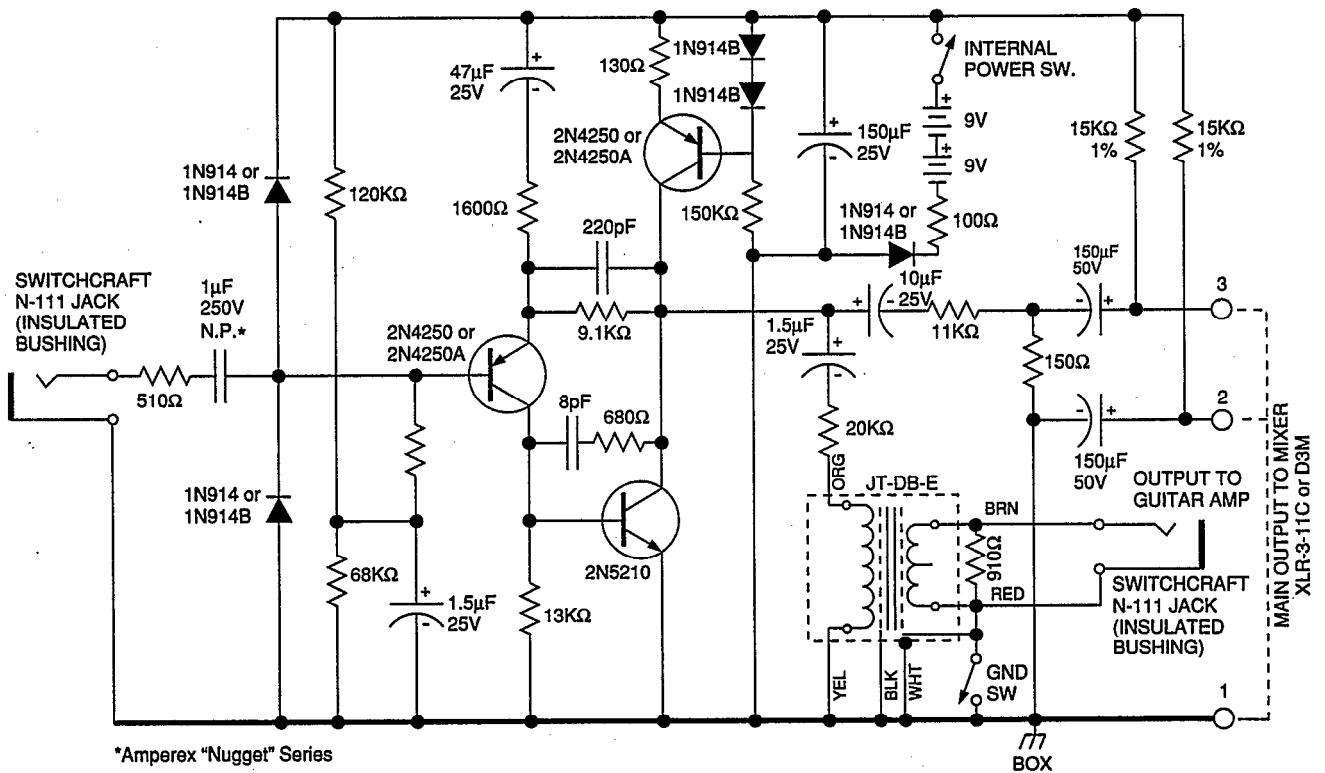 47µF
25V
130Ω
1N914B
1N914B
INTERNAL
POWER SW.
9V
9V
15KΩ
1%
15KΩ
1%
2N4250 or
2N4250A
150µF
25V
1N914 or
1N914B
120KΩ
1600Ω
150KΩ
1N914 or
1N914B
100Ω
220pF
150µF
50V
SWITCHCRAFT
N-111 JACK
(INSULATED
BUSHING)
1µF
250V
N.P.*
10µF
25V
3
2N4250 or
2N4250A
9.1KΩ
1.5µF
25V
11KΩ
150Ω
510Ω
8pF
680Ω
20KΩ
2
150µF
50V
ORG
JT-DB-E
OUTPUT TO
GUITAR AMP
1N914 or
1N914B
BRN
910Ω
2N5210
68KΩ
RED
SWITCHCRAFT
N-111 JACK
(INSULATED
BUSHING)
1.5µF
25V
13KΩ
MAIN OUTPUT TO MIXER
XLR-3-11C or D3M
YEL
BLK
WHT
GND
SW
1
*Amperex "Nugget" Series
BOX